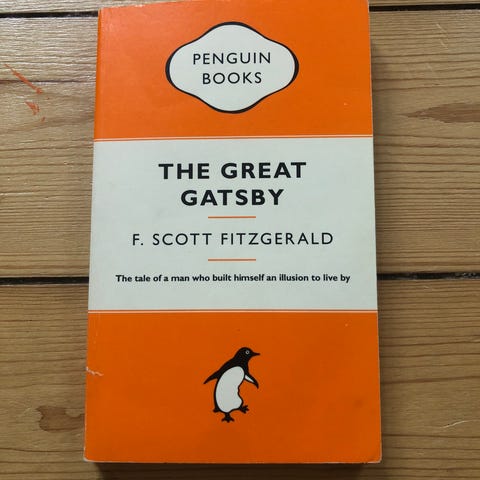 PENGUIN
BOOKS
THE GREAT
GATSBY
F. SCOTT FITZGERALD
The tale of a man who built himself an illusion to live by